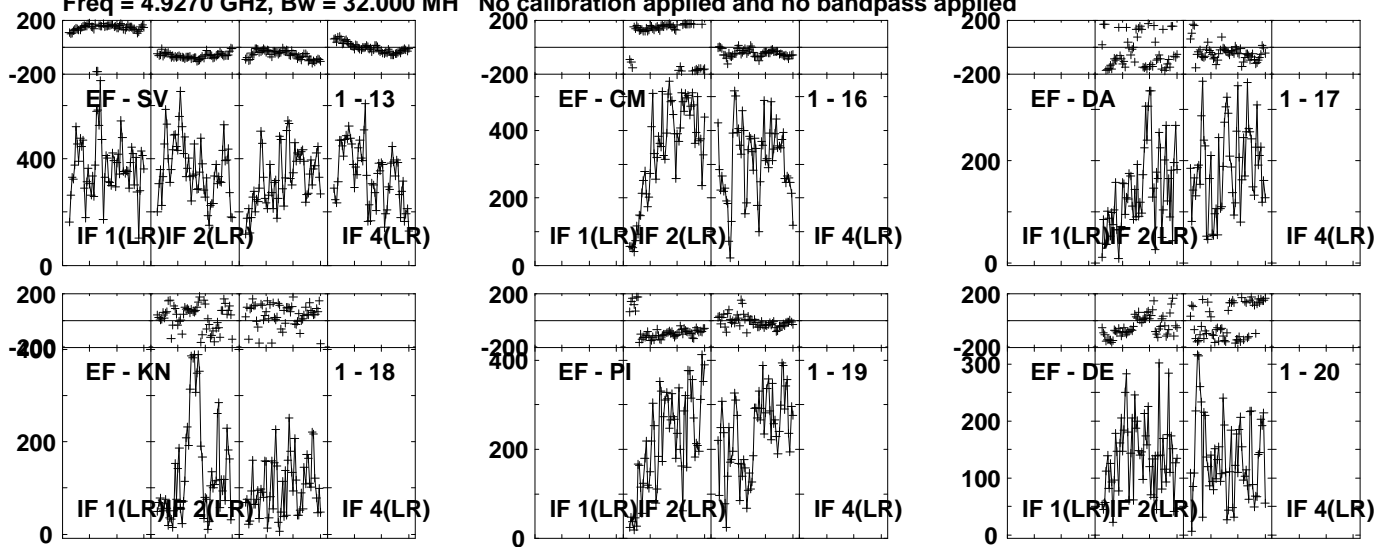 Freq = 4.9270 GHz, Bw = 32.000 MH No calibration applied and no bandpass applied
200
-200
EF - SV
1 - 13
400
0
IF 1(LR)
IF 2(LR)
IF 4(LR)
200
-200
EF - CM
1 - 16
400
200
0
IF 1(LR)
IF 2(LR)
IF 4(LR)
200
-200
EF - DA
1 - 17
200
0
IF 1(LR)
IF 2(LR)
IF 4(LR)
200
-200
400
EF - KN
1 - 18
200
0
IF 1(LR)
IF 2(LR)
IF 4(LR)
200
-200
400
EF - PI
1 - 19
200
0
IF 1(LR)
IF 2(LR)
IF 4(LR)
200
-200
300
EF - DE
1 - 20
200
100
0
IF 1(LR)
IF 2(LR)
IF 4(LR)